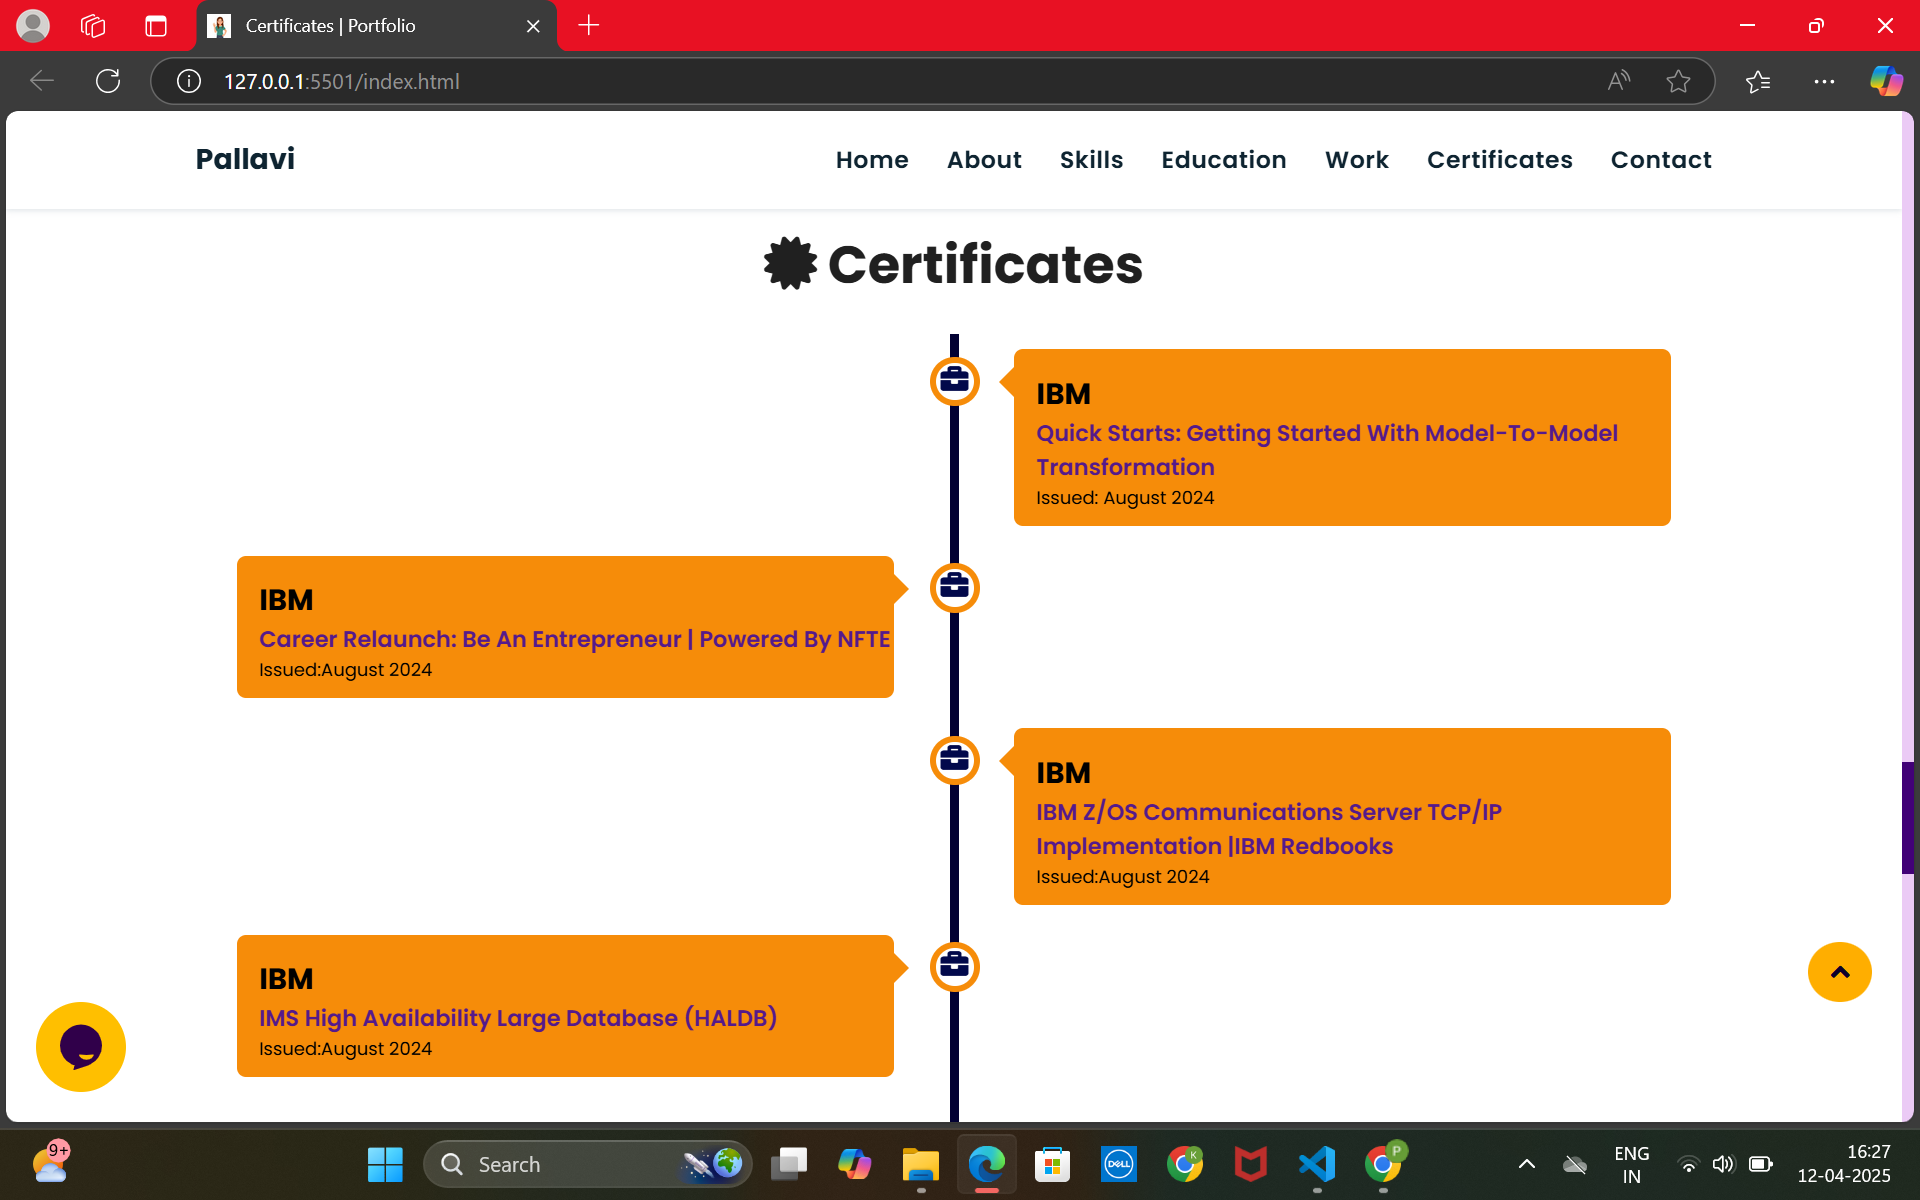 Certificates | Portfolio
127.0.0.1:5501/index.html
Pallavi
Home About Skills Education Work Certificates Contact
Certificates
IBM
Quick Starts: Getting Started With Model-To-Model
Transformation
Issued: August 2024
IBM
Career Relaunch: Be An Entrepreneur | Powered By NFTE
Issued:August 2024
IBM
IBM Z/OS Communications Server TCP/IP
Implementation |IBM Redbooks
Issued:August 2024
IBM
IMS High Availability Large Database (HALDB)
Issued:August 2024
9+
Search
DELL
K
P
ENG
IN
16:27
12-04-2025